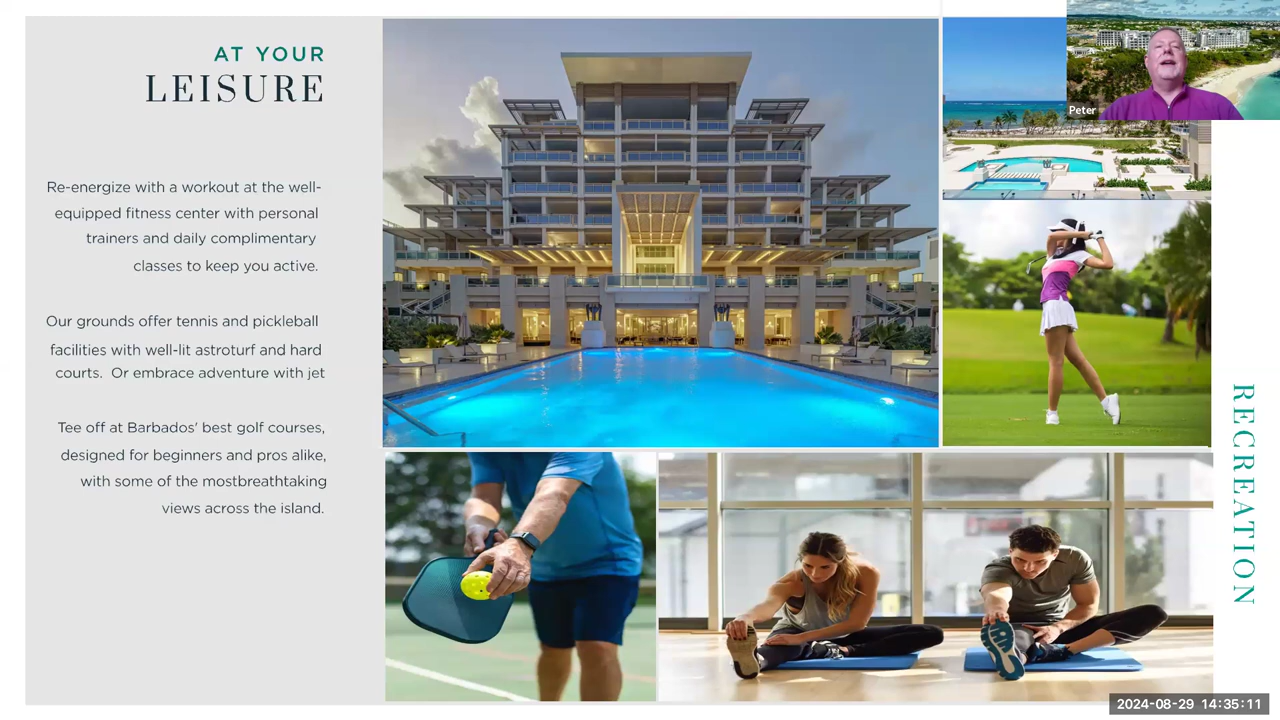 AT YOUR
LEISURE
Re-energize with a workout at the well-
equipped fitness center with personal
trainers and daily complimentary
classes to keep you active.
Our grounds offer tennis and pickleball
facilities with well-lit astroturf and hard
courts.  Or embrace adventure with jet
Tee off at Barbados' best golf courses,
designed for beginners and pros alike,
with some of the mostbreathtaking
views across the island.
Peter
RECREATION
2024-08-29 14:35:11